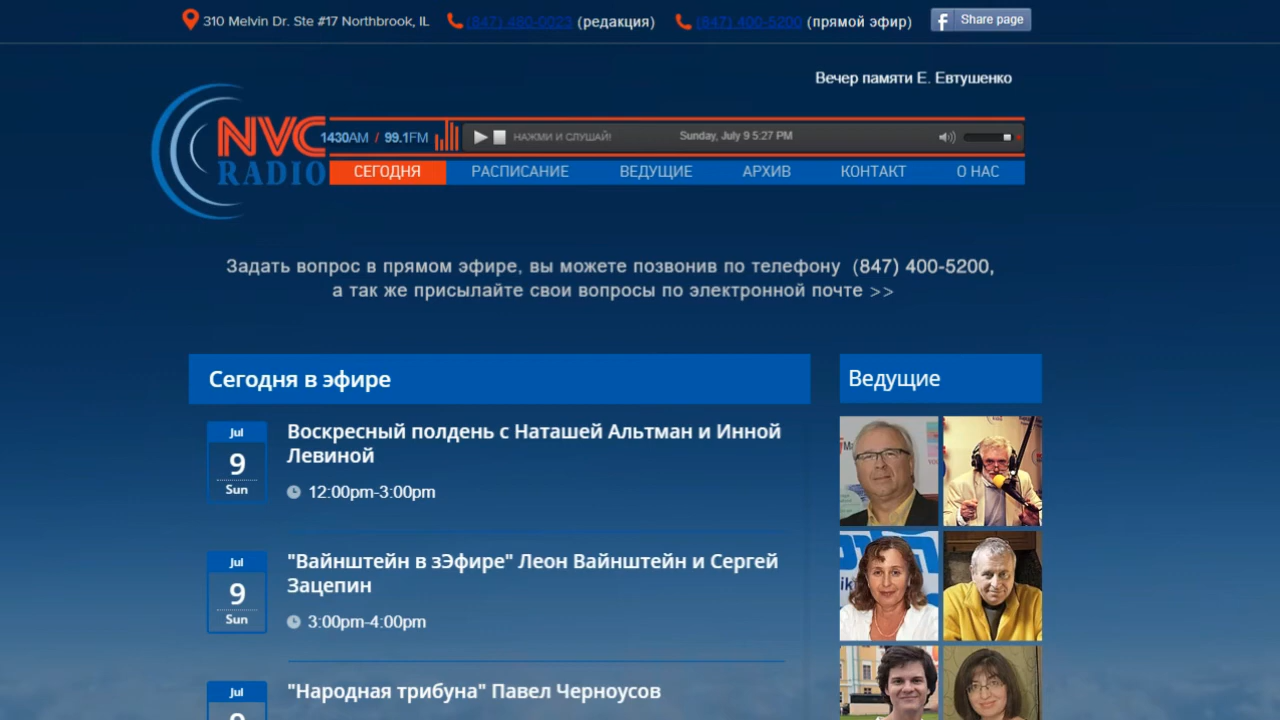 310 Melvin Dr. Ste #17 Northbrook, IL (847) 480-0023 (редакция) (847) 400-5200 (прямой эфир) f Share page
Вечер памяти Е. Евтушенко
NVC
RADIO
1430AM / 99.1FM НАЖМИ И СЛУШАЙ! Sunday, July 9 5:27 PM
СЕГОДНЯ РАСПИСАНИЕ ВЕДУЩИЕ АРХИВ КОНТАКТ О НАС
Задать вопрос в прямом эфире, вы можете позвонив по телефону (847) 400-5200,
а так же присылайте свои вопросы по электронной почте >>
Сегодня в эфире
Jul
9
Sun
Воскресный полдень с Наташей Альтман и Инной
Левиной
12:00pm-3:00pm
Jul
9
Sun
"Вайнштейн в зЭфире" Леон Вайнштейн и Сергей
Зацепин
3:00pm-4:00pm
Jul
9
"Народная трибуна" Павел Черноусов
Ведущие